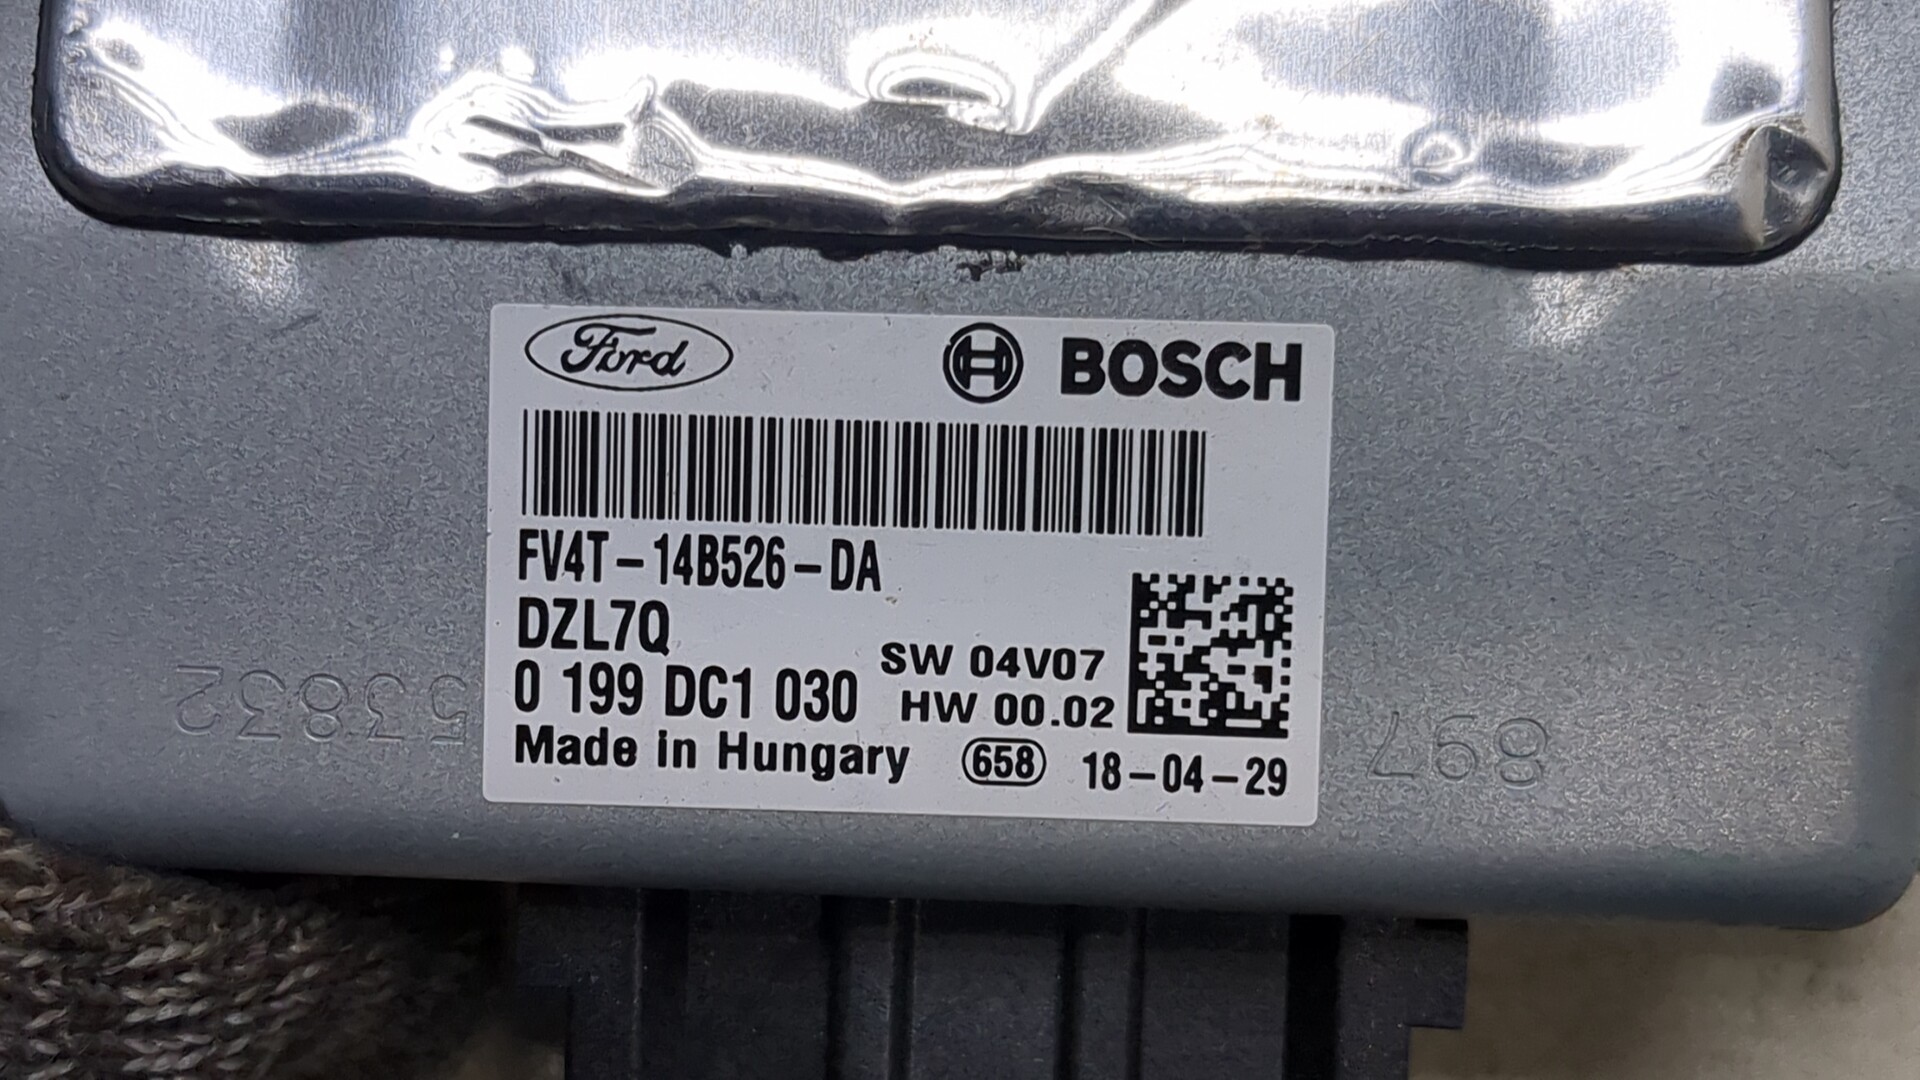 Ford BOSCH
FV4T-14B526-DA
DZL7Q
0 199 DC1 030
SW 04V07
HW 00.02
Made in Hungary 658 18-04-29
53832
897